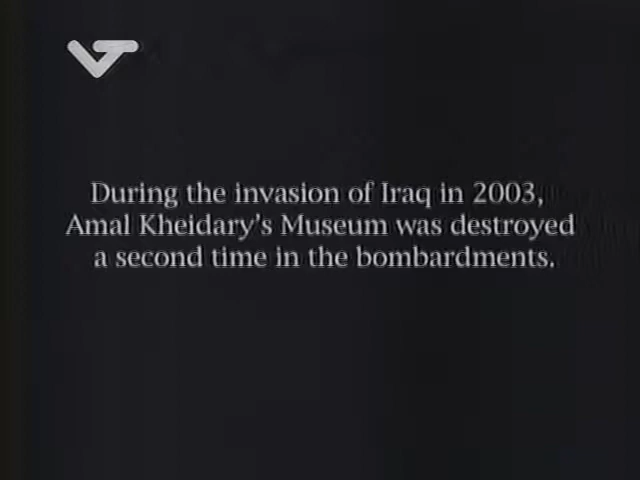 During the invasion of Iraq in 2003,
Amal Kheidary's Museum was destroyed
a second time in the bombardments.